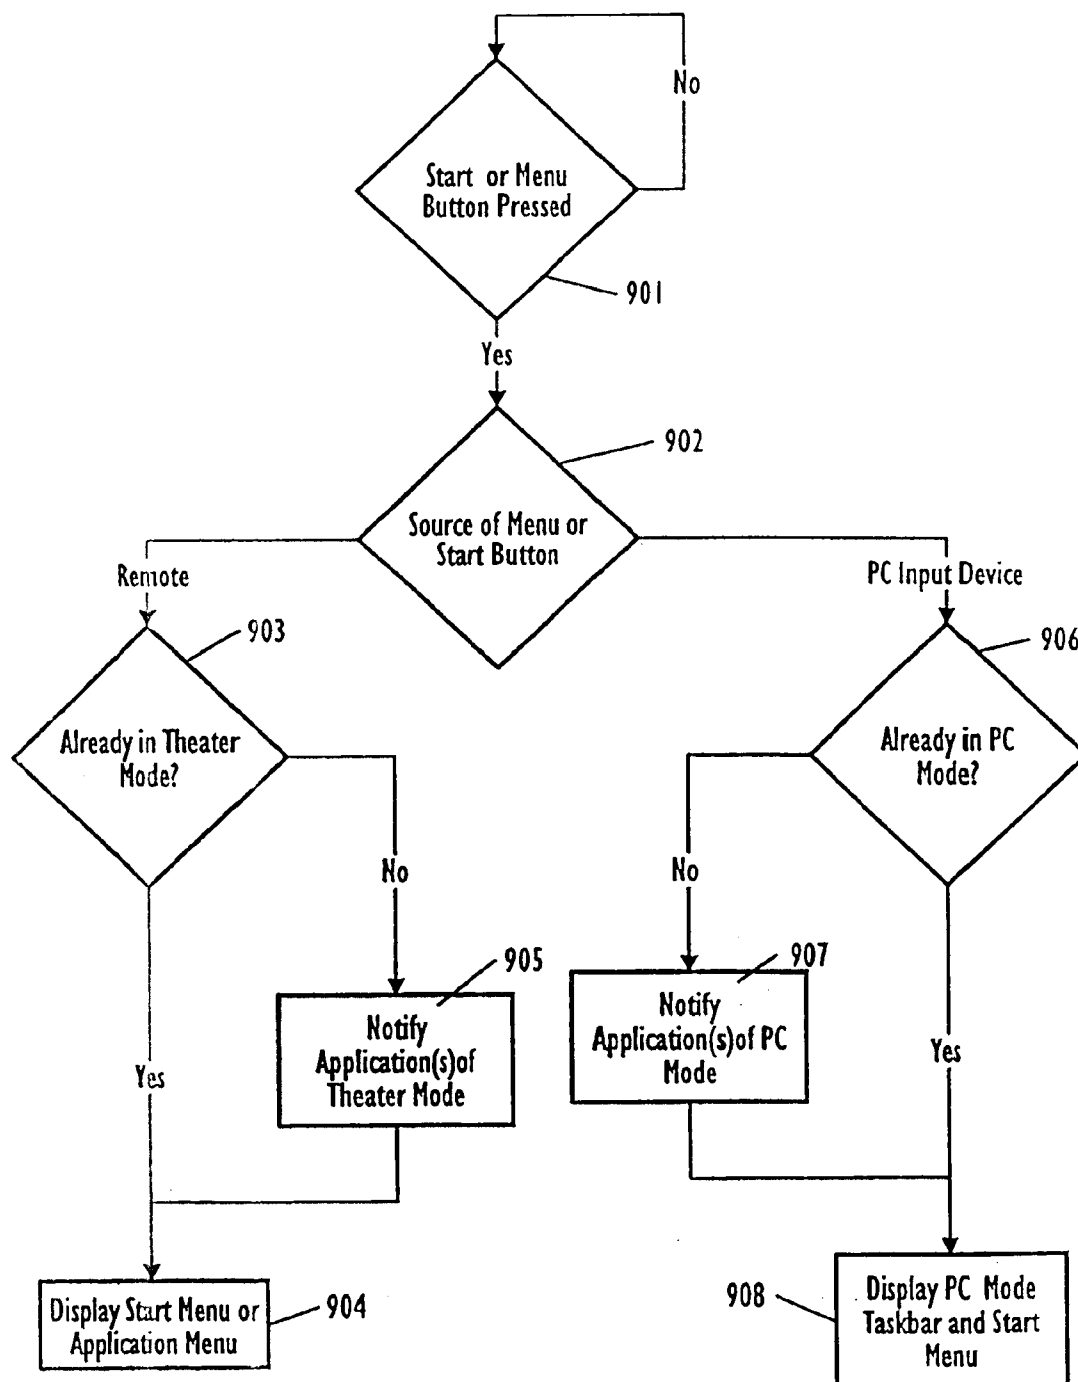 No
Start or Menu
Button Pressed
901
Yes
902
Source of Menu or
Start Button
Remote
PC Input Device
903
906
Already in Theater
Mode?
Already in PC
Mode?
No
No
905
907
Notify
Application(s)of
Theater Mode
Notify
Application(s)of PC
Mode
Yes
Yes
Display Start Menu or
Application Menu
904
908
Display PC Mode
Taskbar and Start
Menu